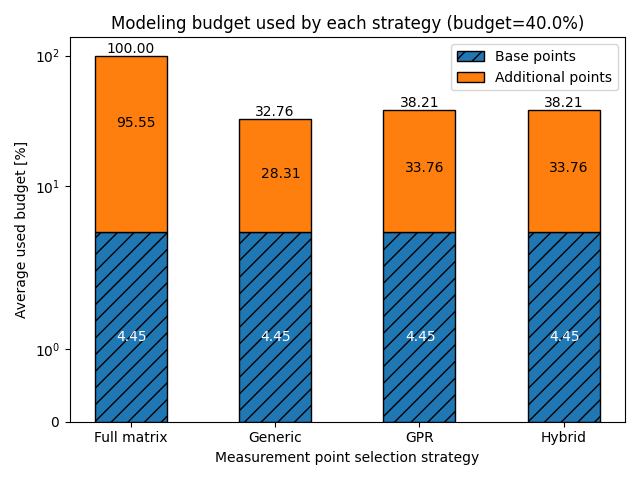 Modeling budget used by each strategy (budget=40.0%)
Base points
Additional points
Average used budget [%]
10²
10¹
10⁰
0
100.00
32.76
38.21
38.21
95.55
28.31
33.76
33.76
4.45
4.45
4.45
4.45
Full matrix
Generic
GPR
Hybrid
Measurement point selection strategy